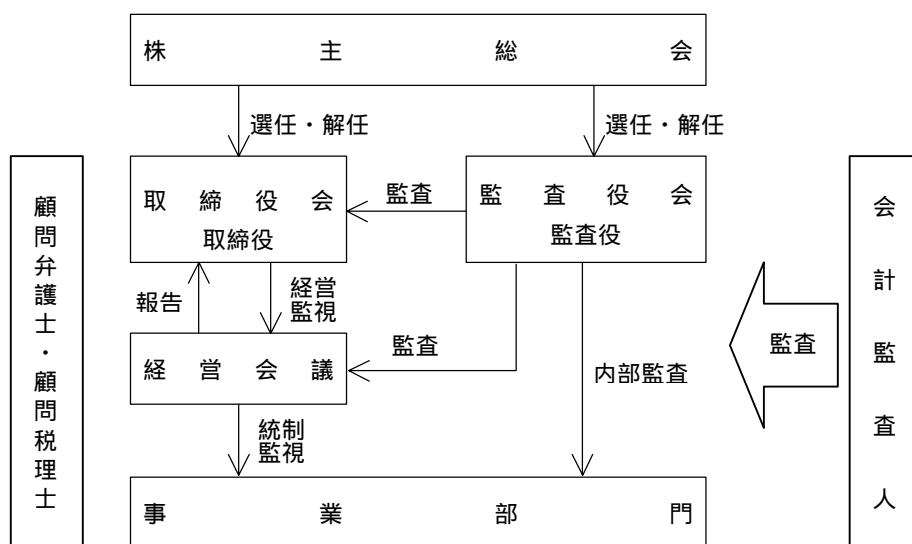 株主総会
選任・解任
選任・解任
取締役会
取締役
監査
監査役会
監査役
報告
経営
監視
経営会議
監査
内部監査
統制
監視
事業部門
顧問弁護士・顧問税理士
監査
会計監査人